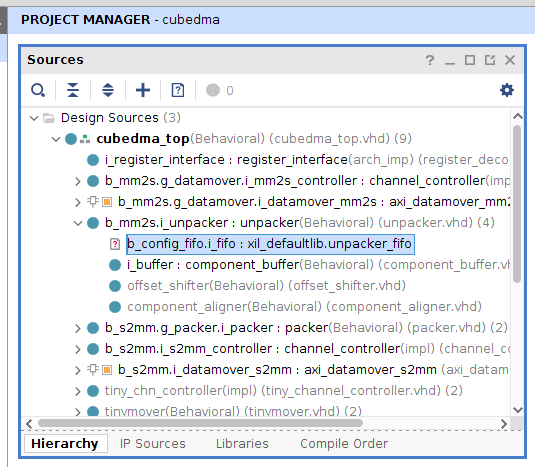 PROJECT MANAGER - cubedma
Sources
? _
0
Design Sources (3)
cubedma_top(Behavioral) (cubedma_top.vhd) (9)
i_register_interface : register_interface(arch_imp) (register_deco
b_mm2s.g_datamover.i_mm2s_controller : channel_controller(imp
b_mm2s.g_datamover.i_datamover_mm2s : axi_datamover_mm2
b_mm2s.i_unpacker : unpacker(Behavioral) (unpacker.vhd) (4)
? b_config_fifo.i_fifo : xil_defaultlib.unpacker_fifo
i_buffer : component_buffer(Behavioral) (component_buffer.vh
offset_shifter(Behavioral) (offset_shifter.vhd)
component_aligner(Behavioral) (component_aligner.vhd)
b_s2mm.g_packer.i_packer : packer(Behavioral) (packer.vhd) (2)
b_s2mm.i_s2mm_controller : channel_controller(impl) (channel_co
b_s2mm.i_datamover_s2mm : axi_datamover_s2mm (axi_datam
tiny_chn_controller(impl) (tiny_channel_controller.vhd) (2)
tinymover(Behavioral) (tinymover.vhd) (2)
Hierarchy IP Sources Libraries Compile Order